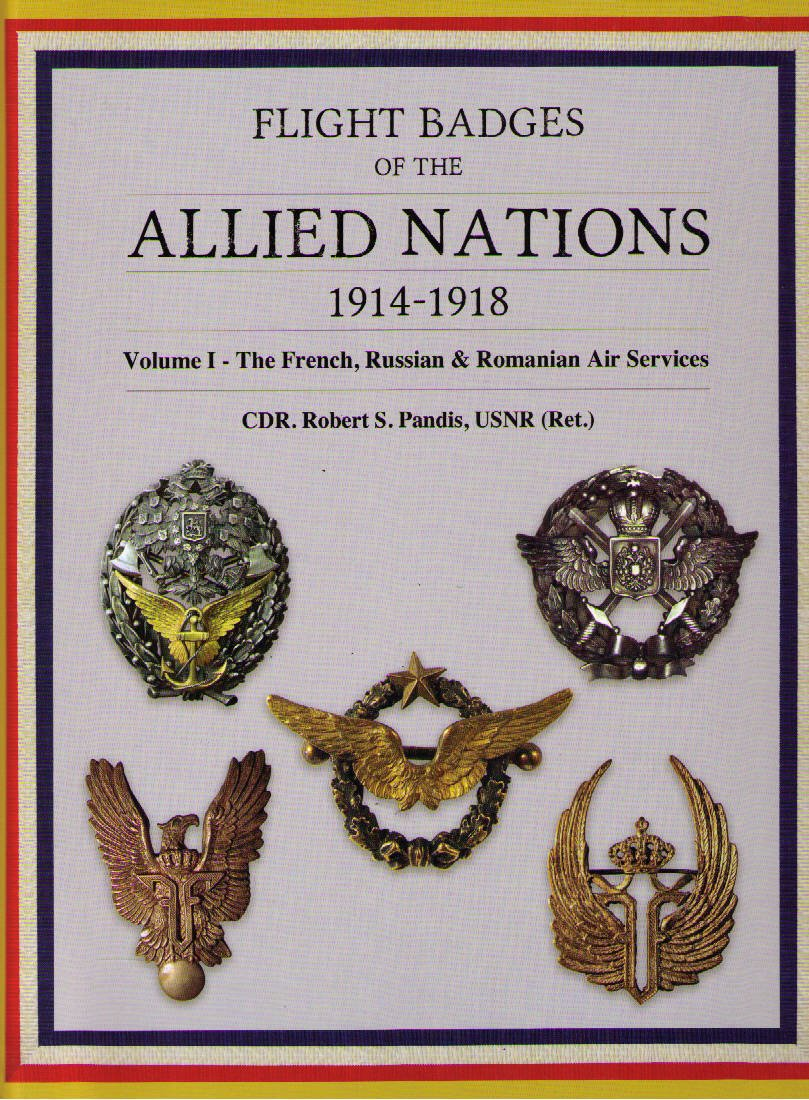 FLIGHT BADGES
OF THE
ALLIED NATIONS
1914-1918
Volume I - The French, Russian & Romanian Air Services
CDR. Robert S. Pandis, USNR (Ret.)